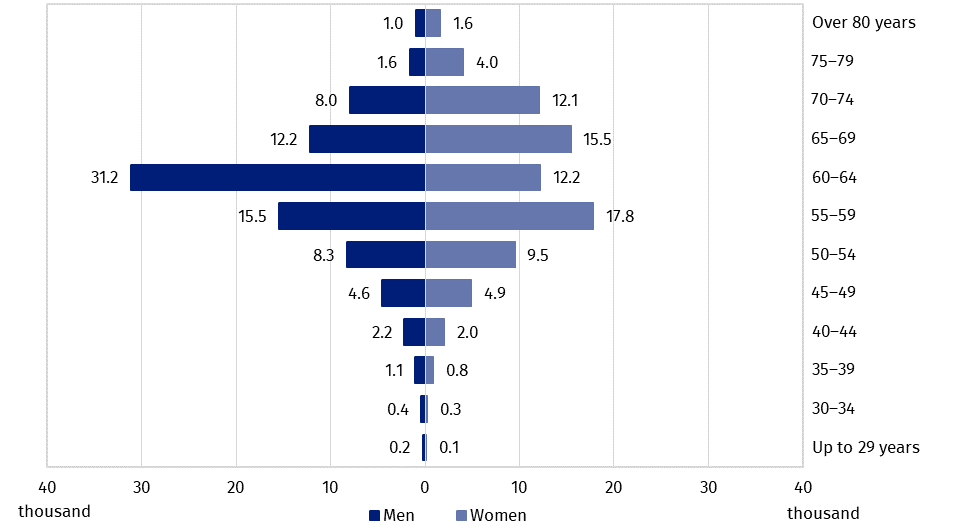 1.0 1.6 Over 80 years
1.6 4.0 75–79
8.0 12.1 70–74
12.2 15.5 65–69
31.2 12.2 60–64
15.5 17.8 55–59
8.3 9.5 50–54
4.6 4.9 45–49
2.2 2.0 40–44
1.1 0.8 35–39
0.4 0.3 30–34
0.2 0.1 Up to 29 years
40 30 20 10 0 10 20 30 40
thousand thousand
Men Women